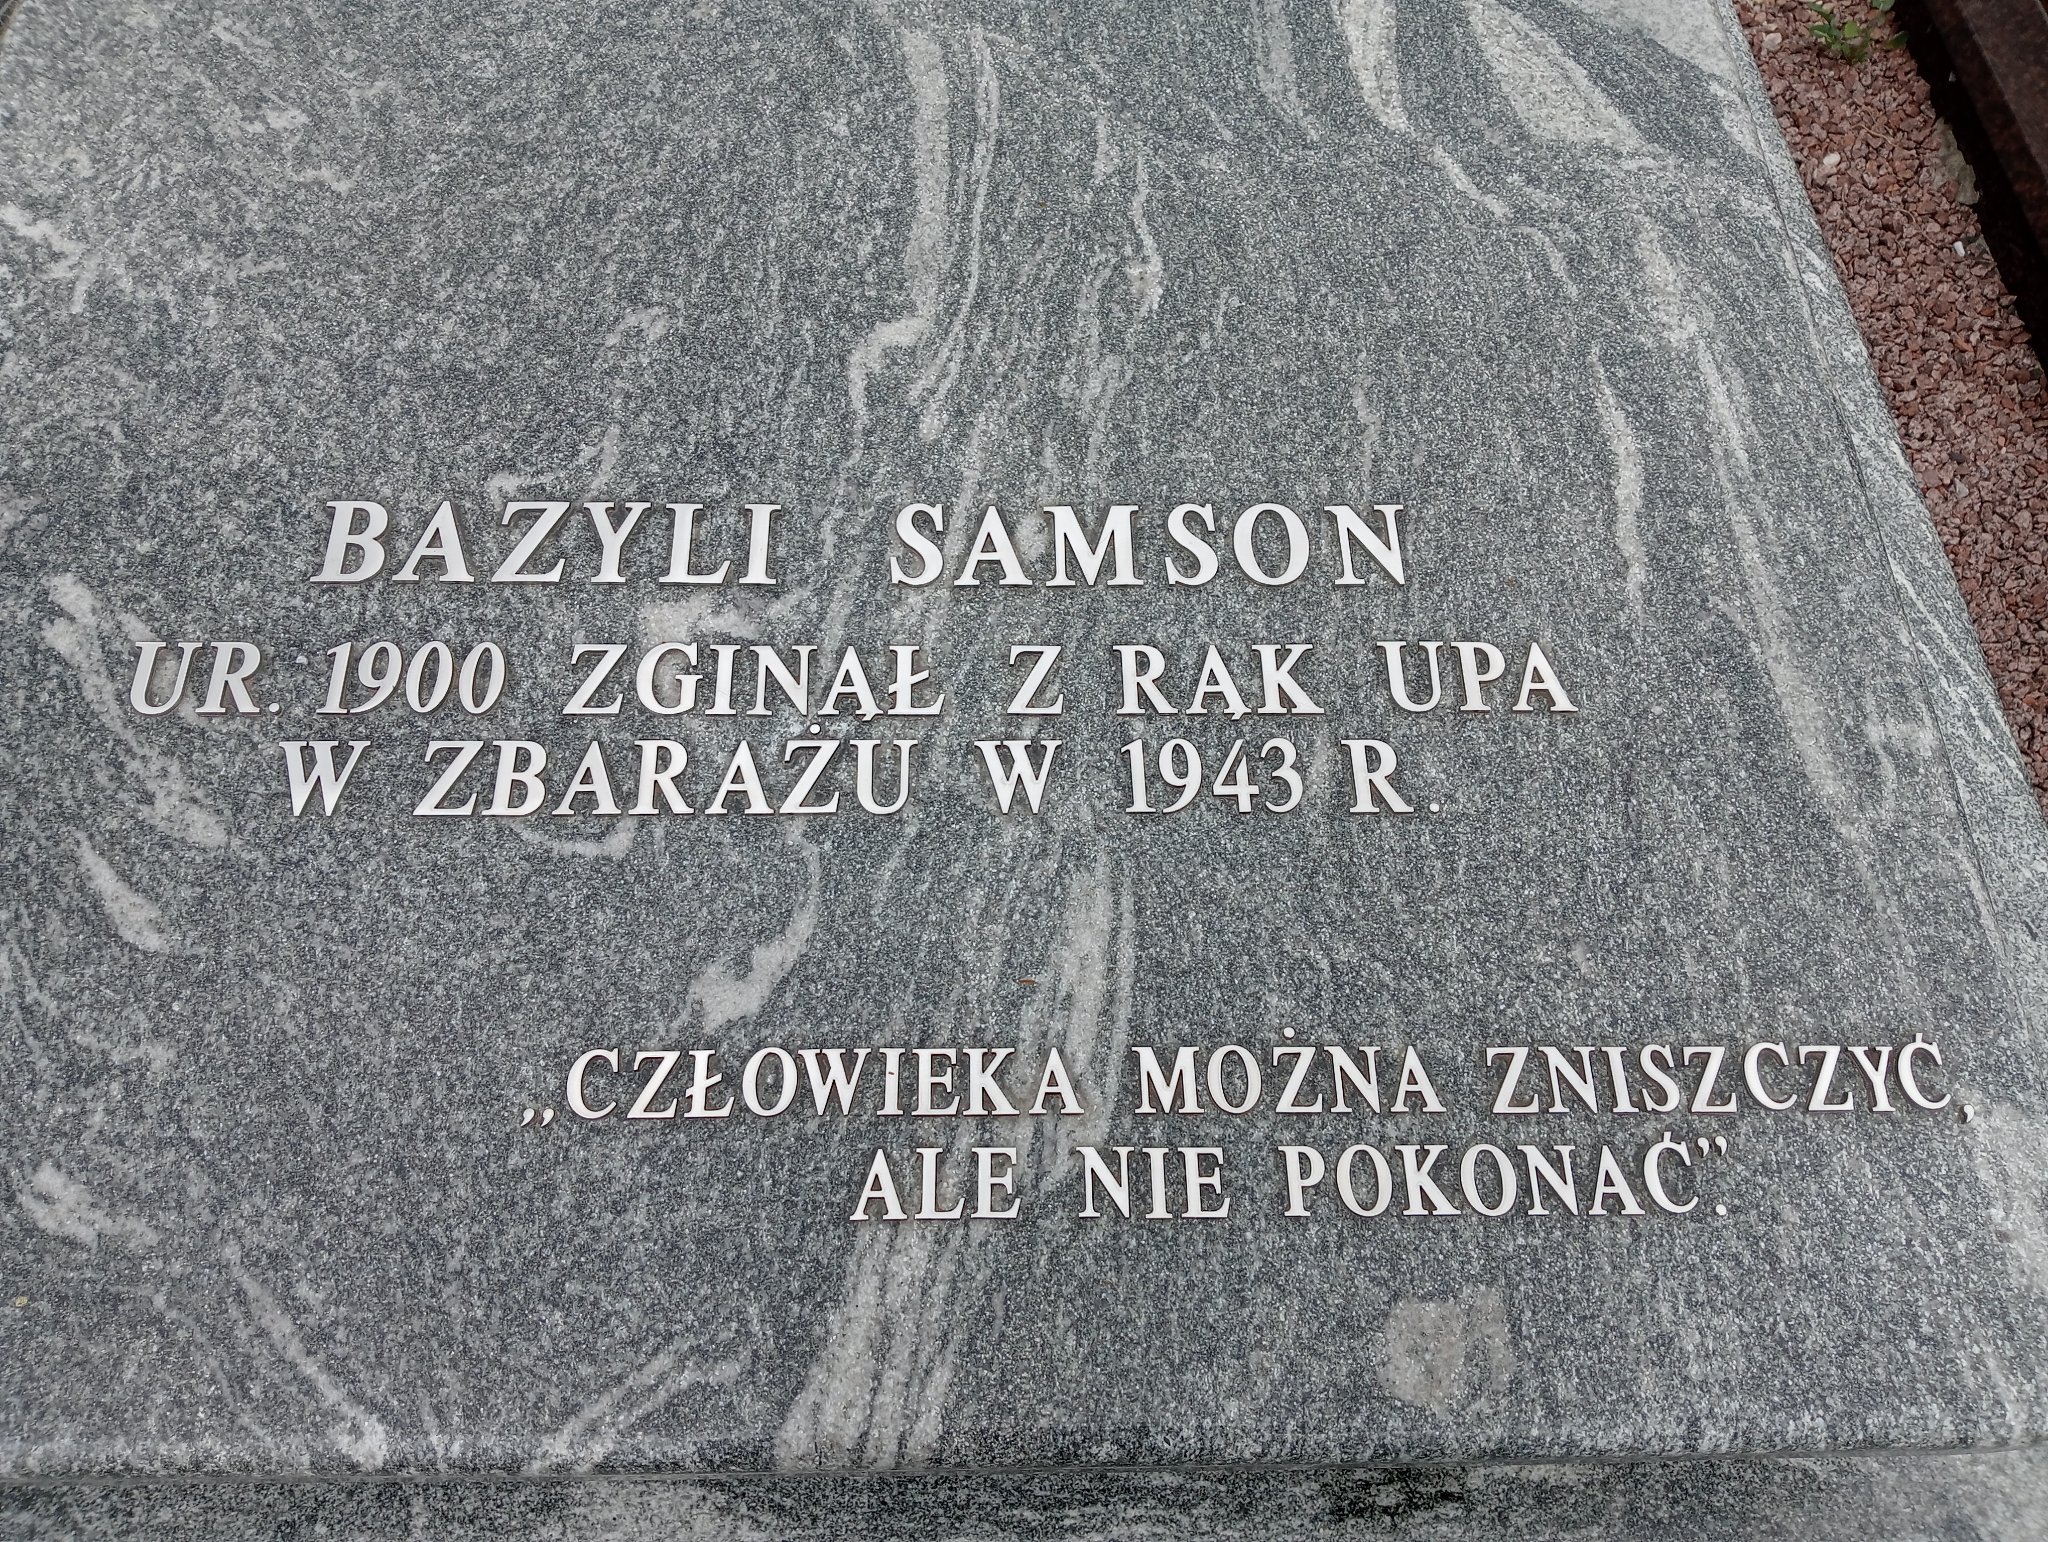 BAZYLI SAMSON
UR. 1900 ZGINĄŁ Z RĄK UPA
W ZBARAŻU W 1943 R.
„CZŁOWIEKA MOŻNA ZNISZCZYĆ,
ALE NIE POKONAĆ”.